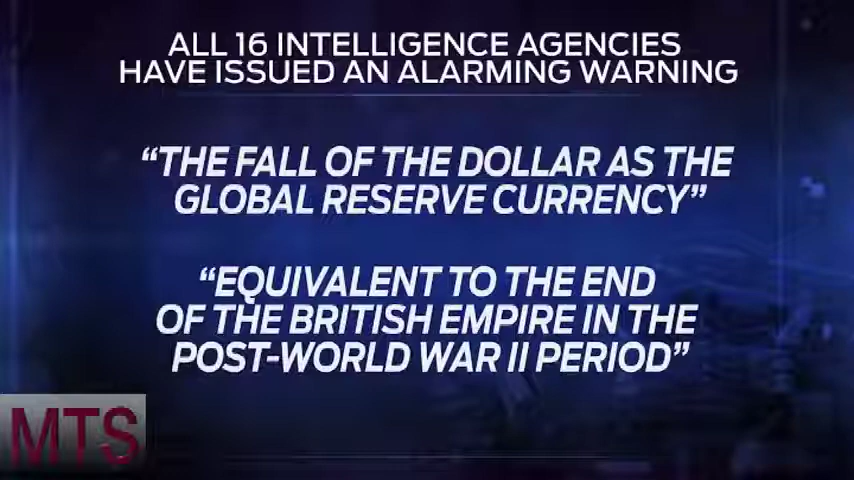 ALL 16 INTELLIGENCE AGENCIES
HAVE ISSUED AN ALARMING WARNING
“THE FALL OF THE DOLLAR AS THE
GLOBAL RESERVE CURRENCY”
“EQUIVALENT TO THE END
OF THE BRITISH EMPIRE IN THE
POST-WORLD WAR II PERIOD”
MTS